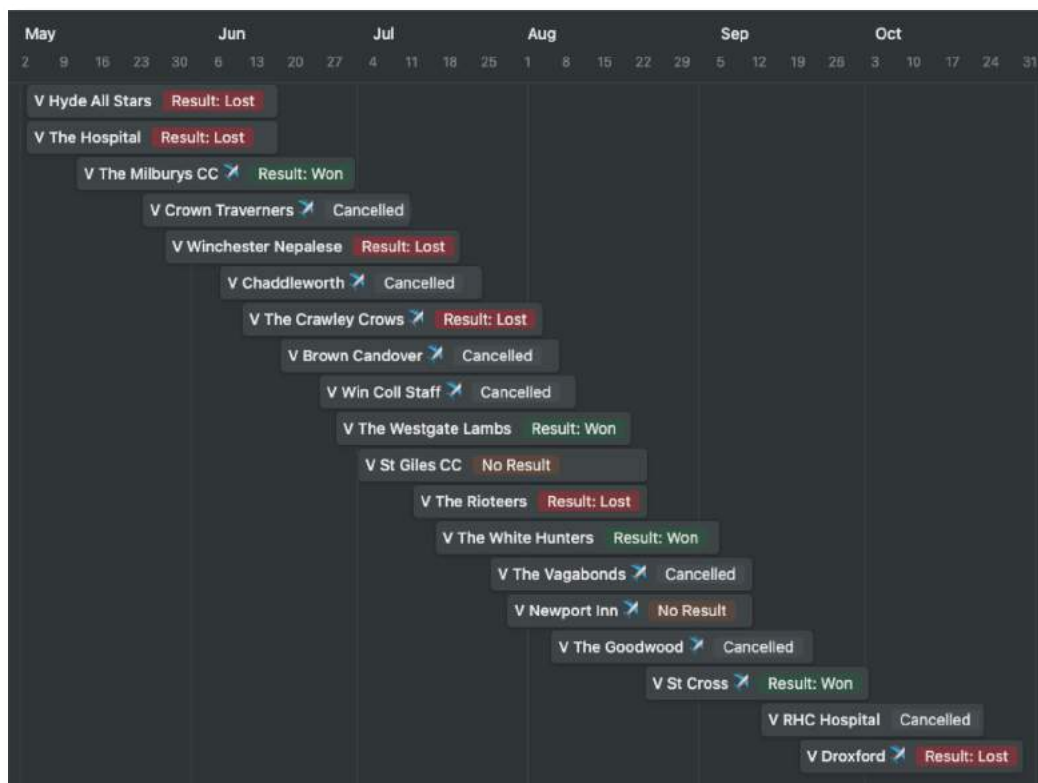 May Jun Jul Aug Sep Oct
2 9 16 23 30 6 13 20 27 4 11 18 25 1 8 15 22 29 5 12 19 26 3 10 17 24 31
V Hyde All Stars Result: Lost
V The Hospital Result: Lost
V The Milburys CC Result: Won
V Crown Traverners Cancelled
V Winchester Nepalese Result: Lost
V Chaddleworth Cancelled
V The Crawley Crows Result: Lost
V Brown Candover Cancelled
V Win Coll Staff Cancelled
V The Westgate Lambs Result: Won
V St Giles CC No Result
V The Rioteers Result: Lost
V The White Hunters Result: Won
V The Vagabonds Cancelled
V Newport Inn No Result
V The Goodwood Cancelled
V St Cross Result: Won
V RHC Hospital Cancelled
V Droxford Result: Lost